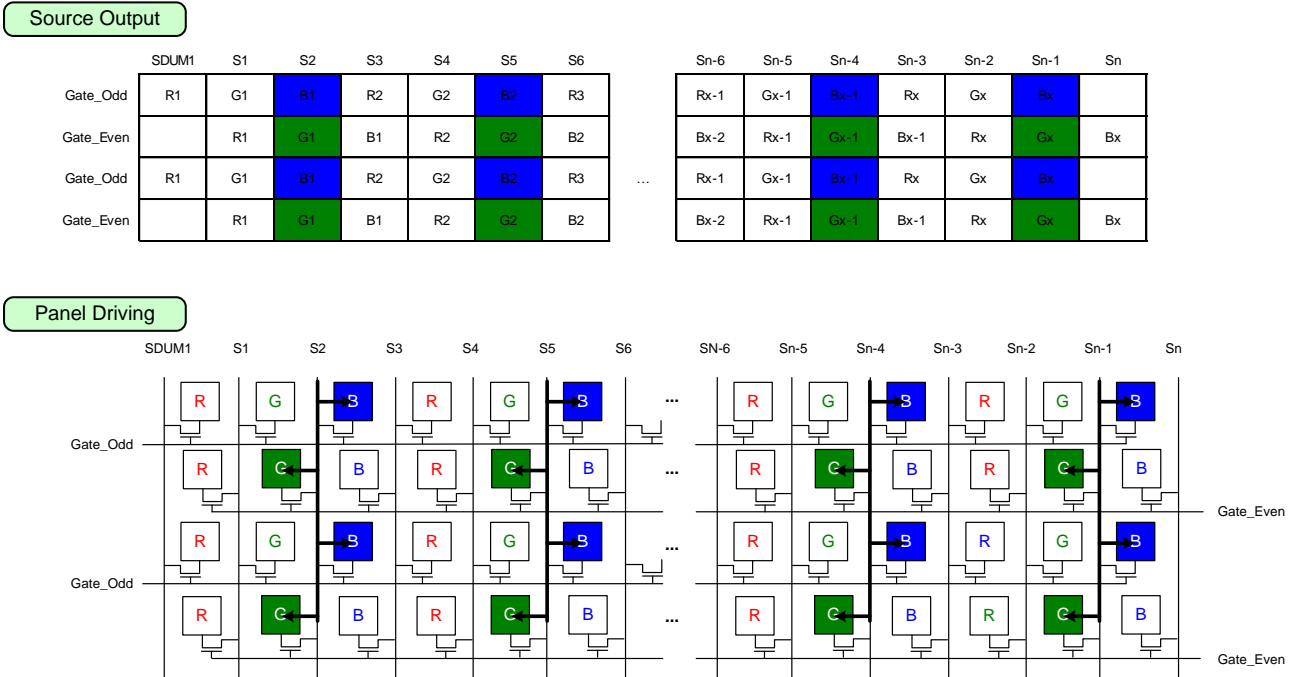 Source Output
SDUM1 S1 S2 S3 S4 S5 S6 Sn-6 Sn-5 Sn-4 Sn-3 Sn-2 Sn-1 Sn
Gate_Odd R1 G1 B1 R2 G2 B2 R3 Rx-1 Gx-1 Bx-1 Rx Gx Bx
Gate_Even R1 G1 B1 R2 G2 B2 Bx-2 Rx-1 Gx-1 Bx-1 Rx Gx Bx
Gate_Odd R1 G1 B1 R2 G2 B2 R3 ... Rx-1 Gx-1 Bx-1 Rx Gx Bx
Gate_Even R1 G1 B1 R2 G2 B2 Bx-2 Rx-1 Gx-1 Bx-1 Rx Gx Bx
Panel Driving
SDUM1 S1 S2 S3 S4 S5 S6 SN-6 Sn-5 Sn-4 Sn-3 Sn-2 Sn-1 Sn
R G B R G B ... R G B R G B
Gate_Odd
R G B R G B ... R G B R G B
Gate_Even
R G B R G B ... R G B R G B
Gate_Odd
R G B R G B ... R G B R G B
Gate_Even